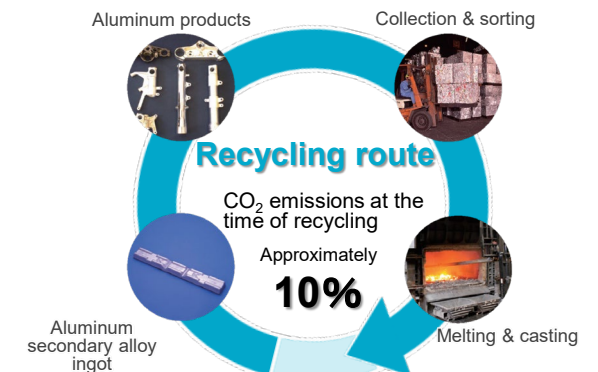 Aluminum products
Collection & sorting
Recycling route
CO₂ emissions at the
time of recycling
Approximately
10%
Aluminum
secondary alloy
ingot
Melting & casting